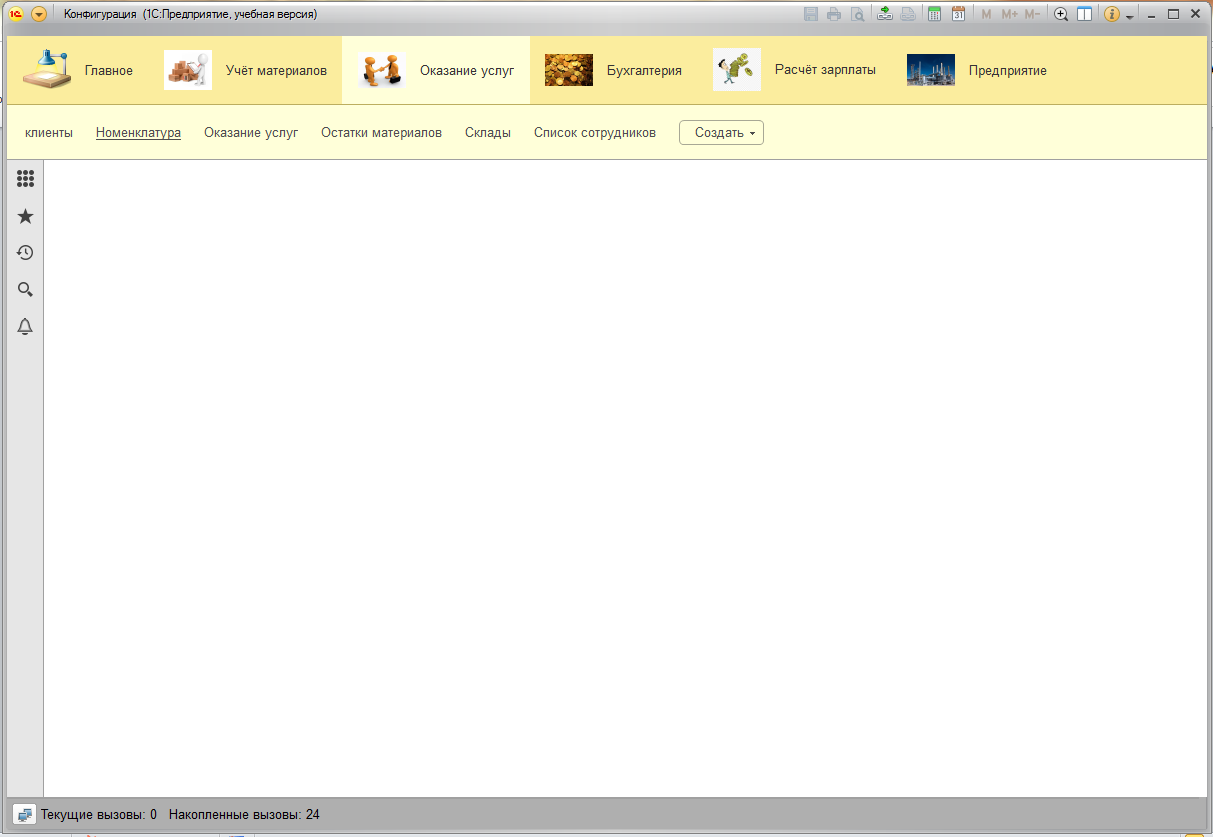 1С Конфигурация (1С:Предприятие, учебная версия) 31 M M+ M-
Главное Учёт материалов Оказание услуг Бухгалтерия Расчёт зарплаты Предприятие
клиенты Номенклатура Оказание услуг Остатки материалов Склады Список сотрудников Создать
Текущие вызовы: 0 Накопленные вызовы: 24